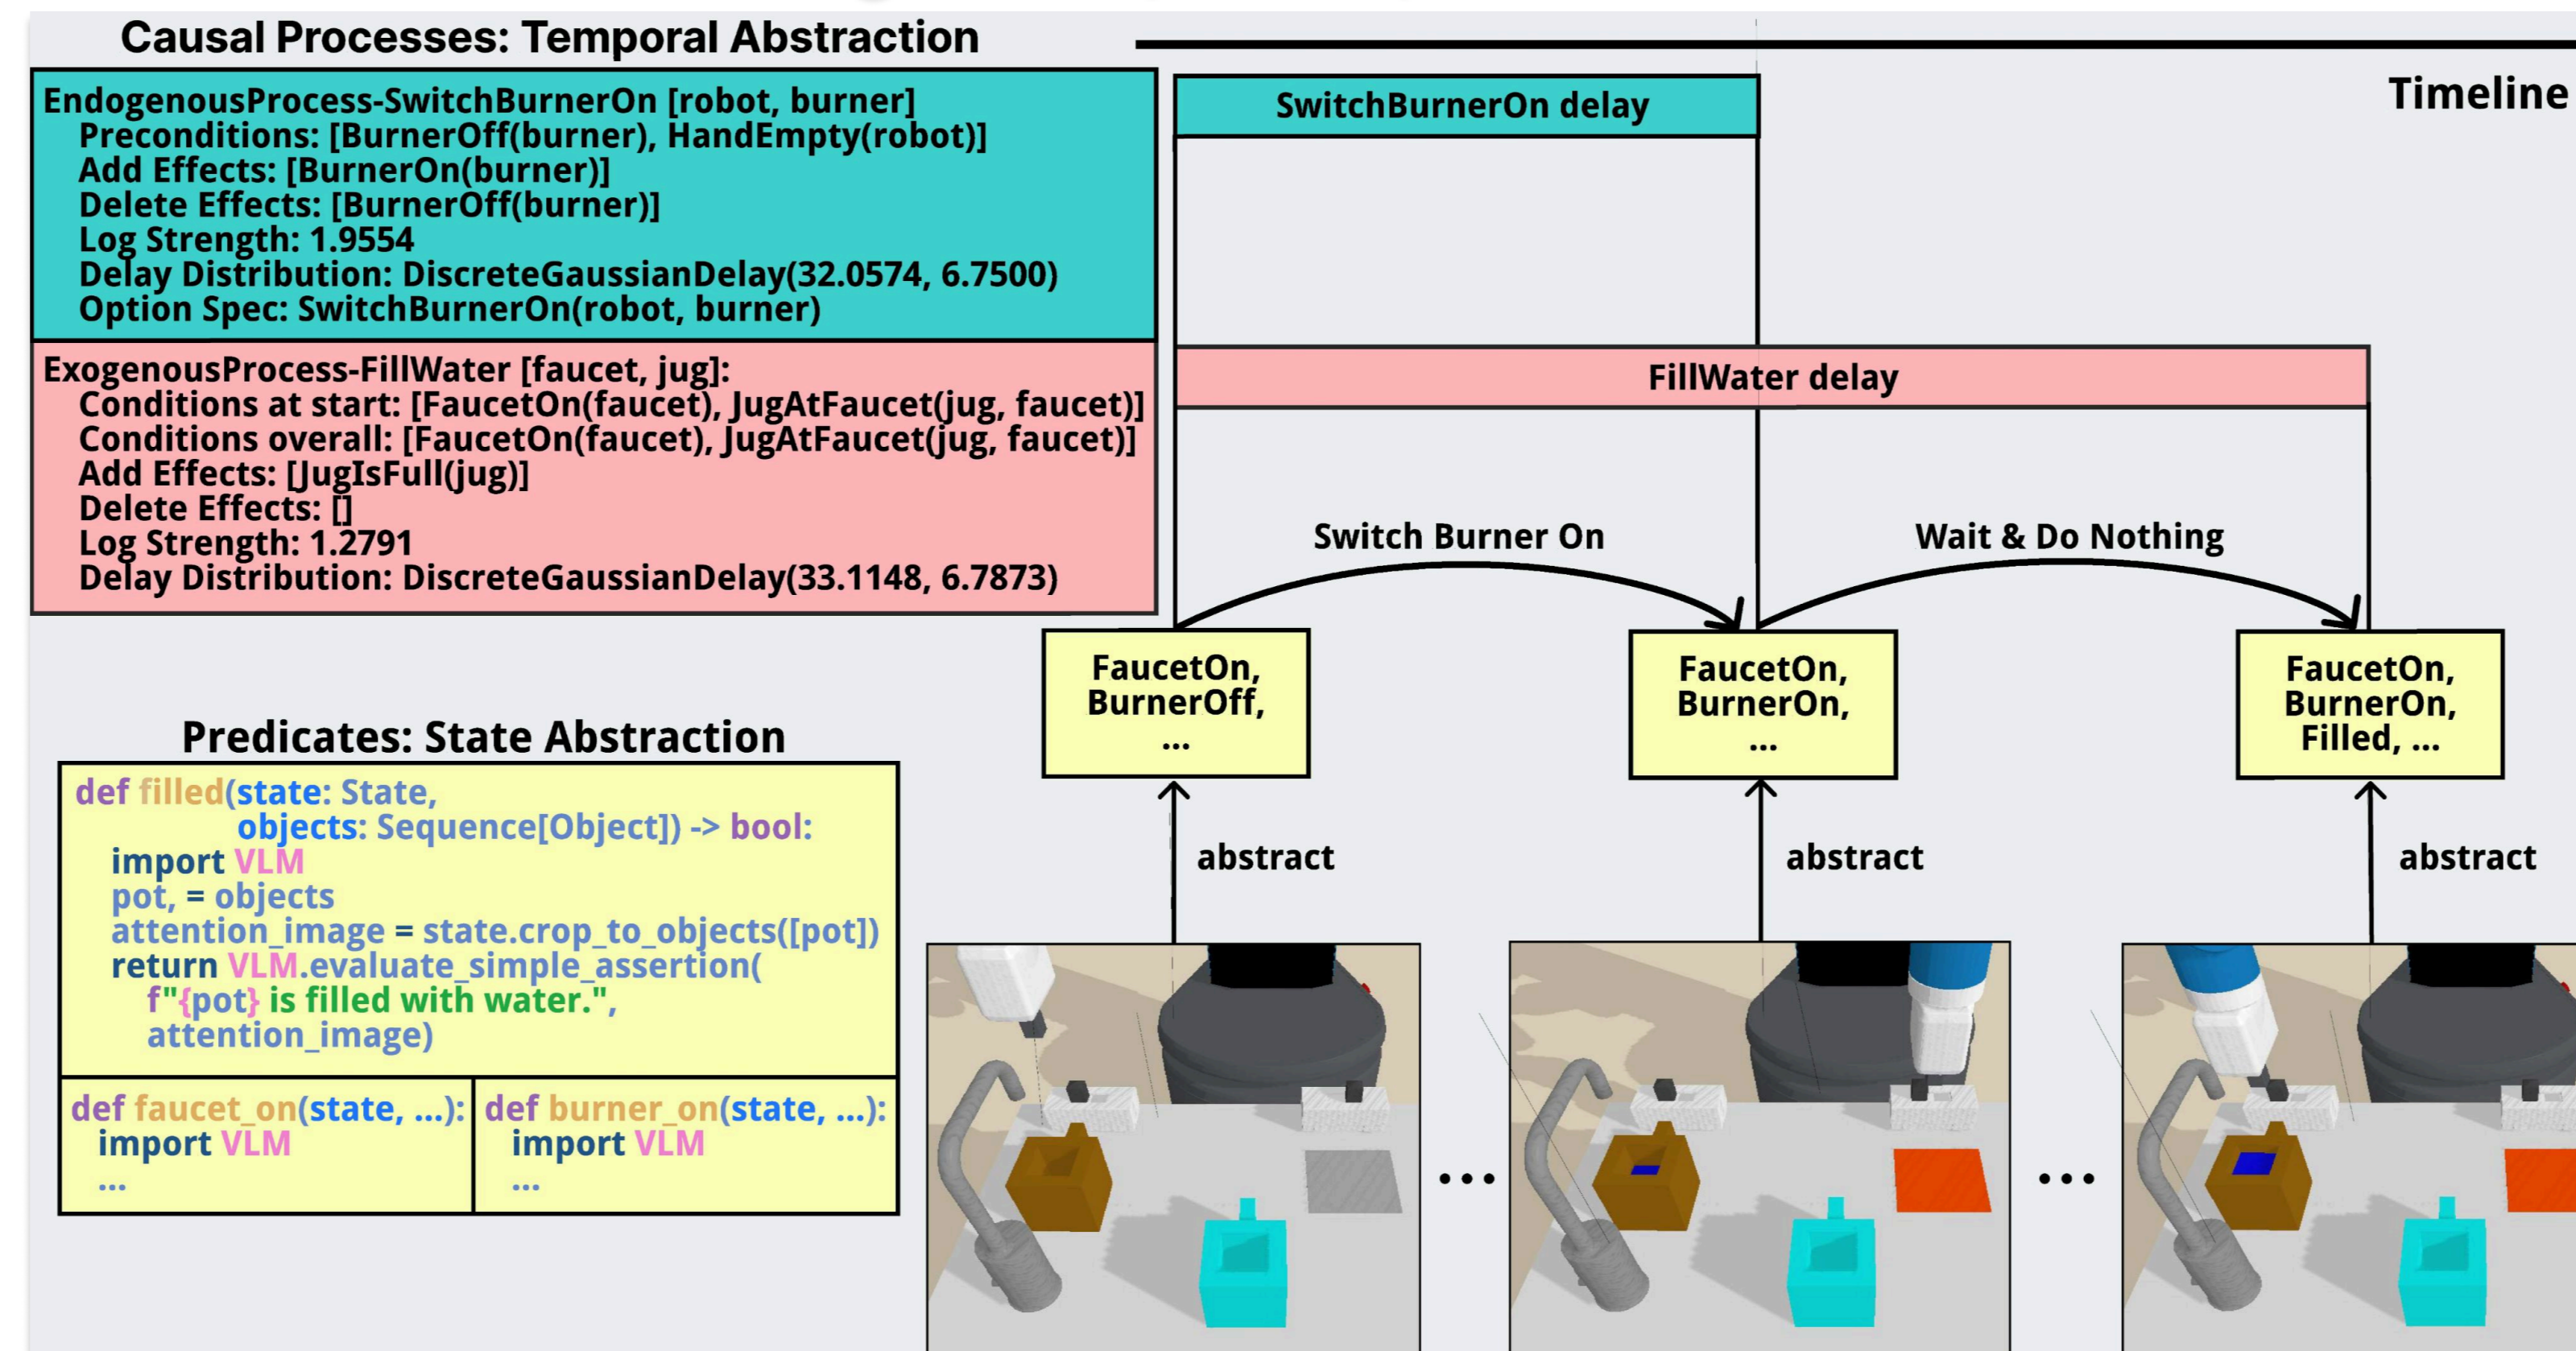 Causal Processes: Temporal Abstraction
EndogenousProcess-SwitchBurnerOn [robot, burner]
Preconditions: [BurnerOff(burner), HandEmpty(robot)]
Add Effects: [BurnerOn(burner)]
Delete Effects: [BurnerOff(burner)]
Log Strength: 1.9554
Delay Distribution: DiscreteGaussianDelay(32.0574, 6.7500)
Option Spec: SwitchBurnerOn(robot, burner)
ExogenousProcess-FillWater [faucet, jug]:
Conditions at start: [FaucetOn(faucet), JugAtFaucet(jug, faucet)]
Conditions overall: [FaucetOn(faucet), JugAtFaucet(jug, faucet)]
Add Effects: [JugIsFull(jug)]
Delete Effects: []
Log Strength: 1.2791
Delay Distribution: DiscreteGaussianDelay(33.1148, 6.7873)
Timeline
SwitchBurnerOn delay
FillWater delay
Switch Burner On
Wait & Do Nothing
FaucetOn,
BurnerOff,
...
FaucetOn,
BurnerOn,
...
FaucetOn,
BurnerOn,
Filled, ...
abstract
abstract
abstract
Predicates: State Abstraction
def filled(state: State,
objects: Sequence[Object]) -> bool:
import VLM
pot, = objects
attention_image = state.crop_to_objects([pot])
return VLM.evaluate_simple_assertion(
f"{pot} is filled with water.",
attention_image)
def faucet_on(state, ...):
import VLM
...
def burner_on(state, ...):
import VLM
...
...
...